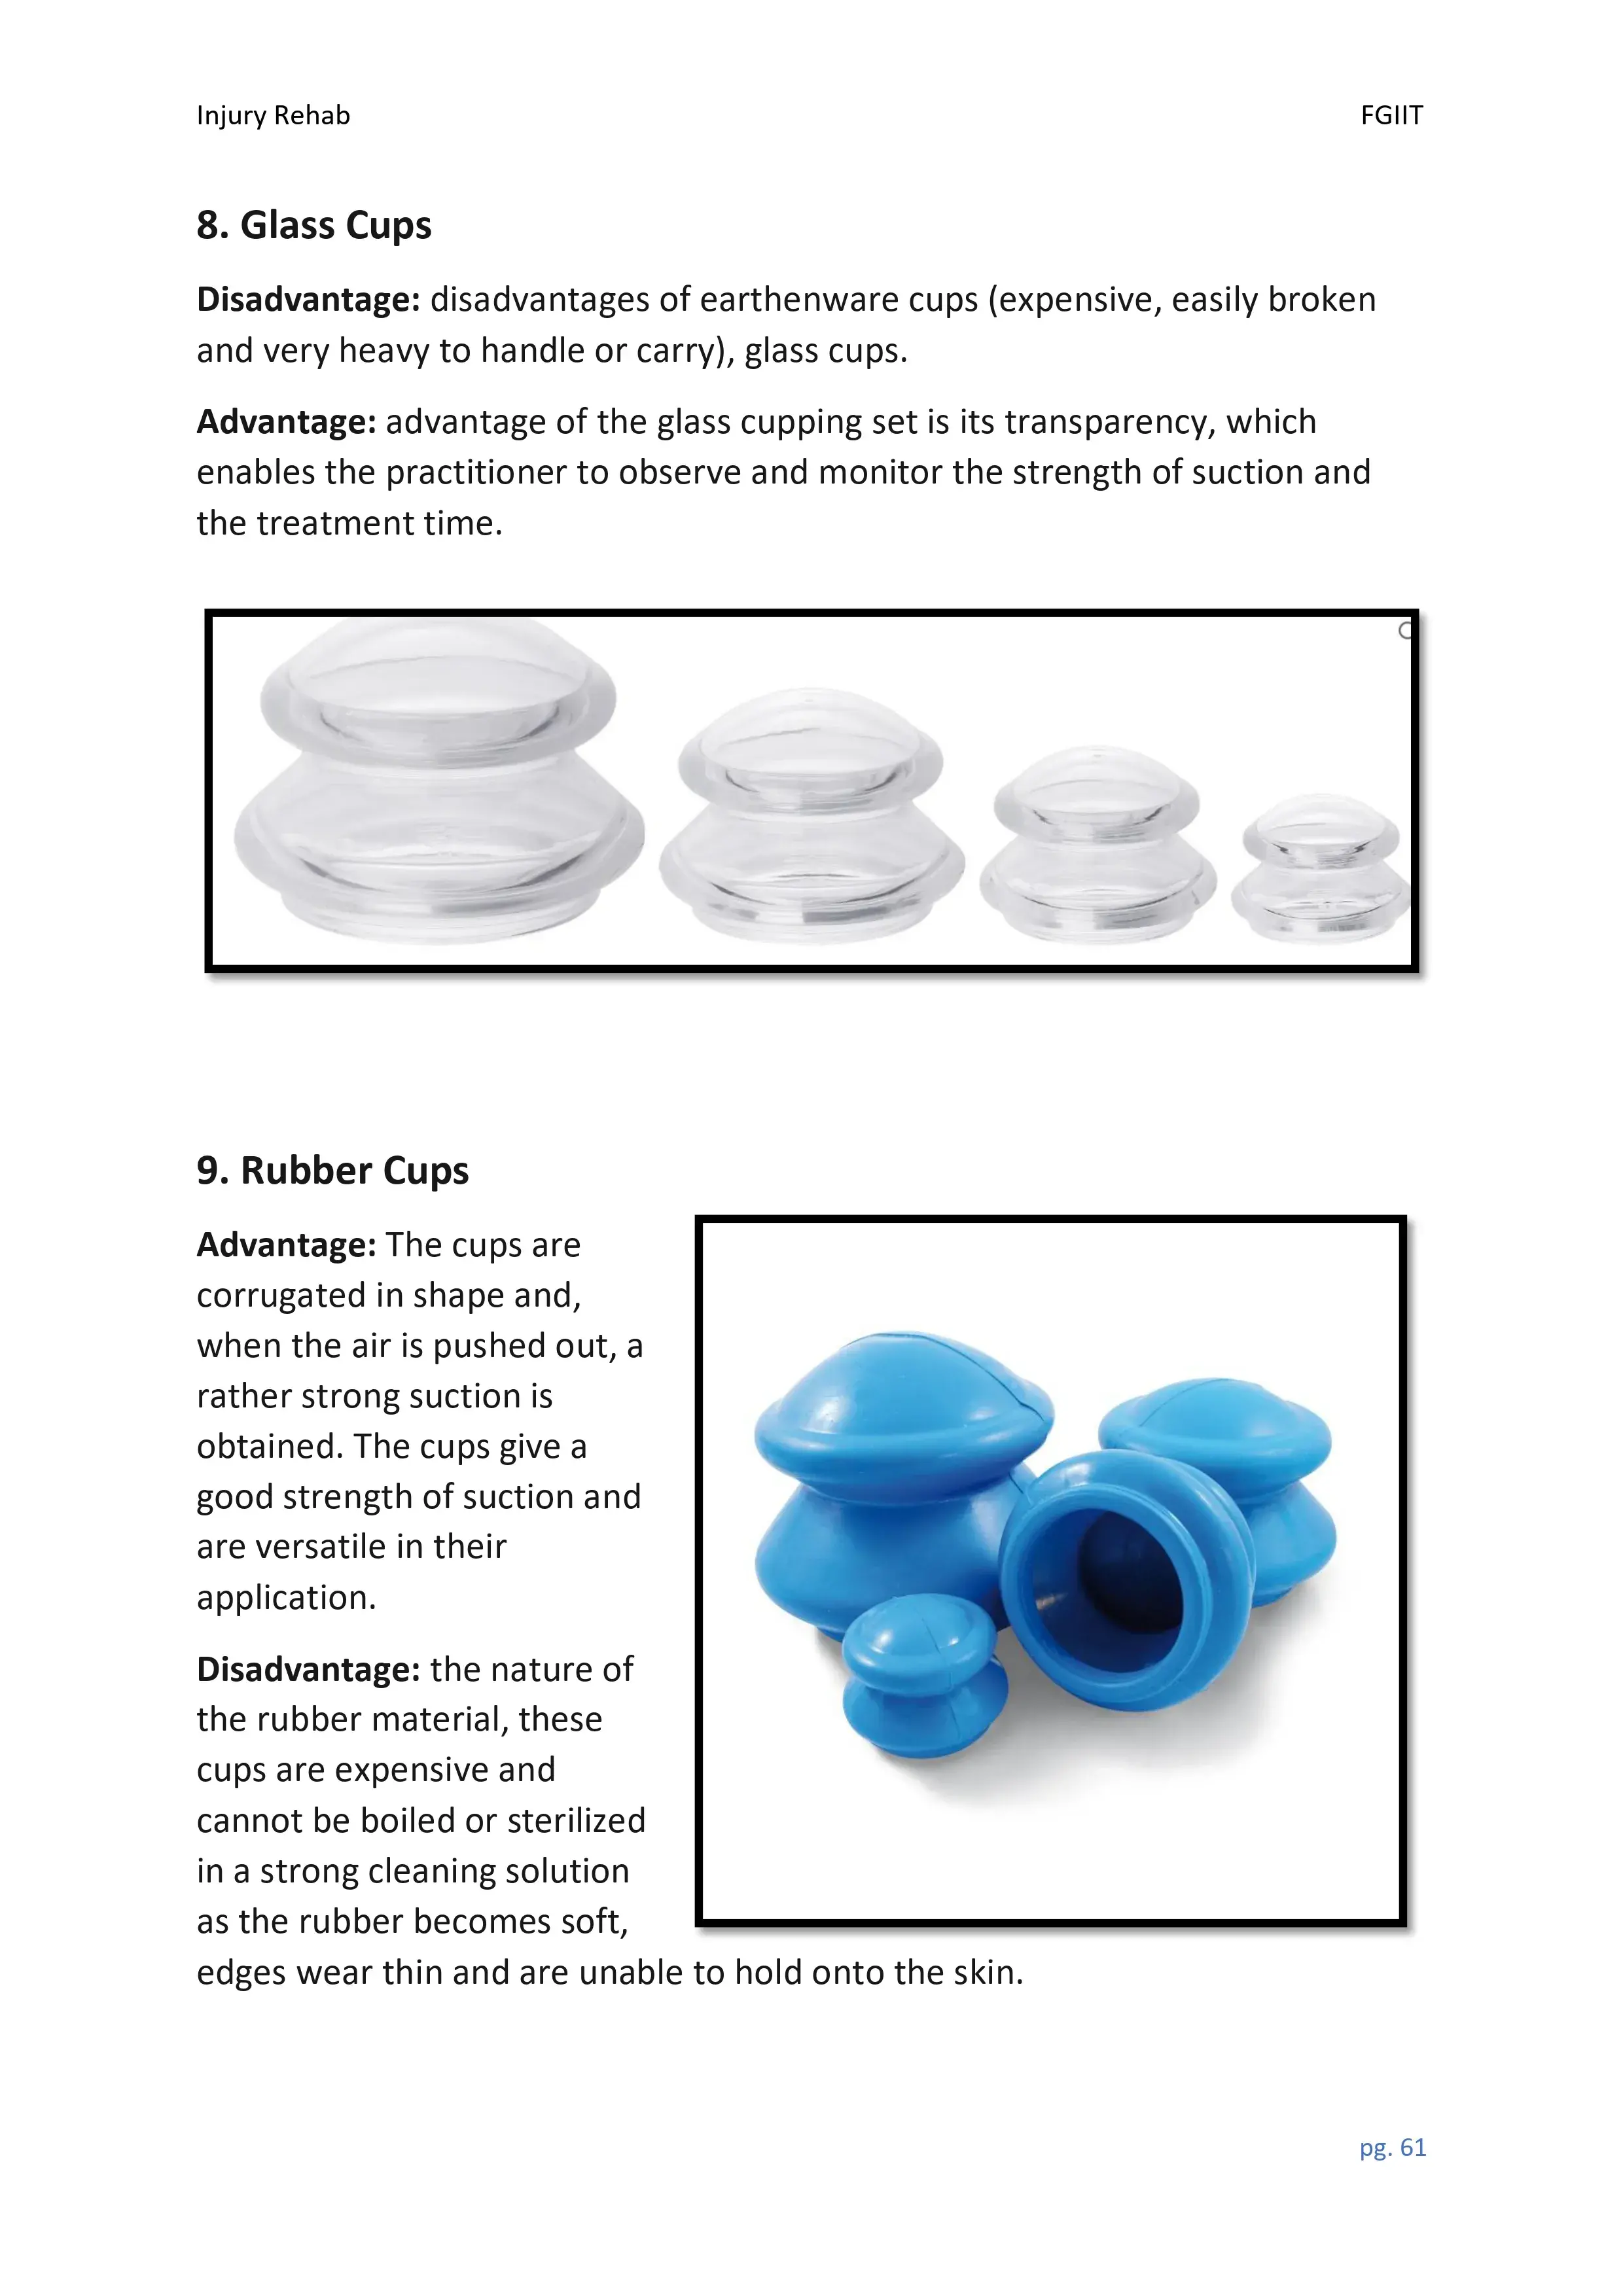 Injury Rehab
FGIIT
8. Glass Cups
Disadvantage: disadvantages of earthenware cups (expensive, easily broken
and very heavy to handle or carry), glass cups.
Advantage: advantage of the glass cupping set is its transparency, which
enables the practitioner to observe and monitor the strength of suction and
the treatment time.
9. Rubber Cups
Advantage: The cups are
corrugated in shape and,
when the air is pushed out, a
rather strong suction is
obtained. The cups give a
good strength of suction and
are versatile in their
application.
Disadvantage: the nature of
the rubber material, these
cups are expensive and
cannot be boiled or sterilized
in a strong cleaning solution
as the rubber becomes soft,
edges wear thin and are unable to hold onto the skin.
pg. 61